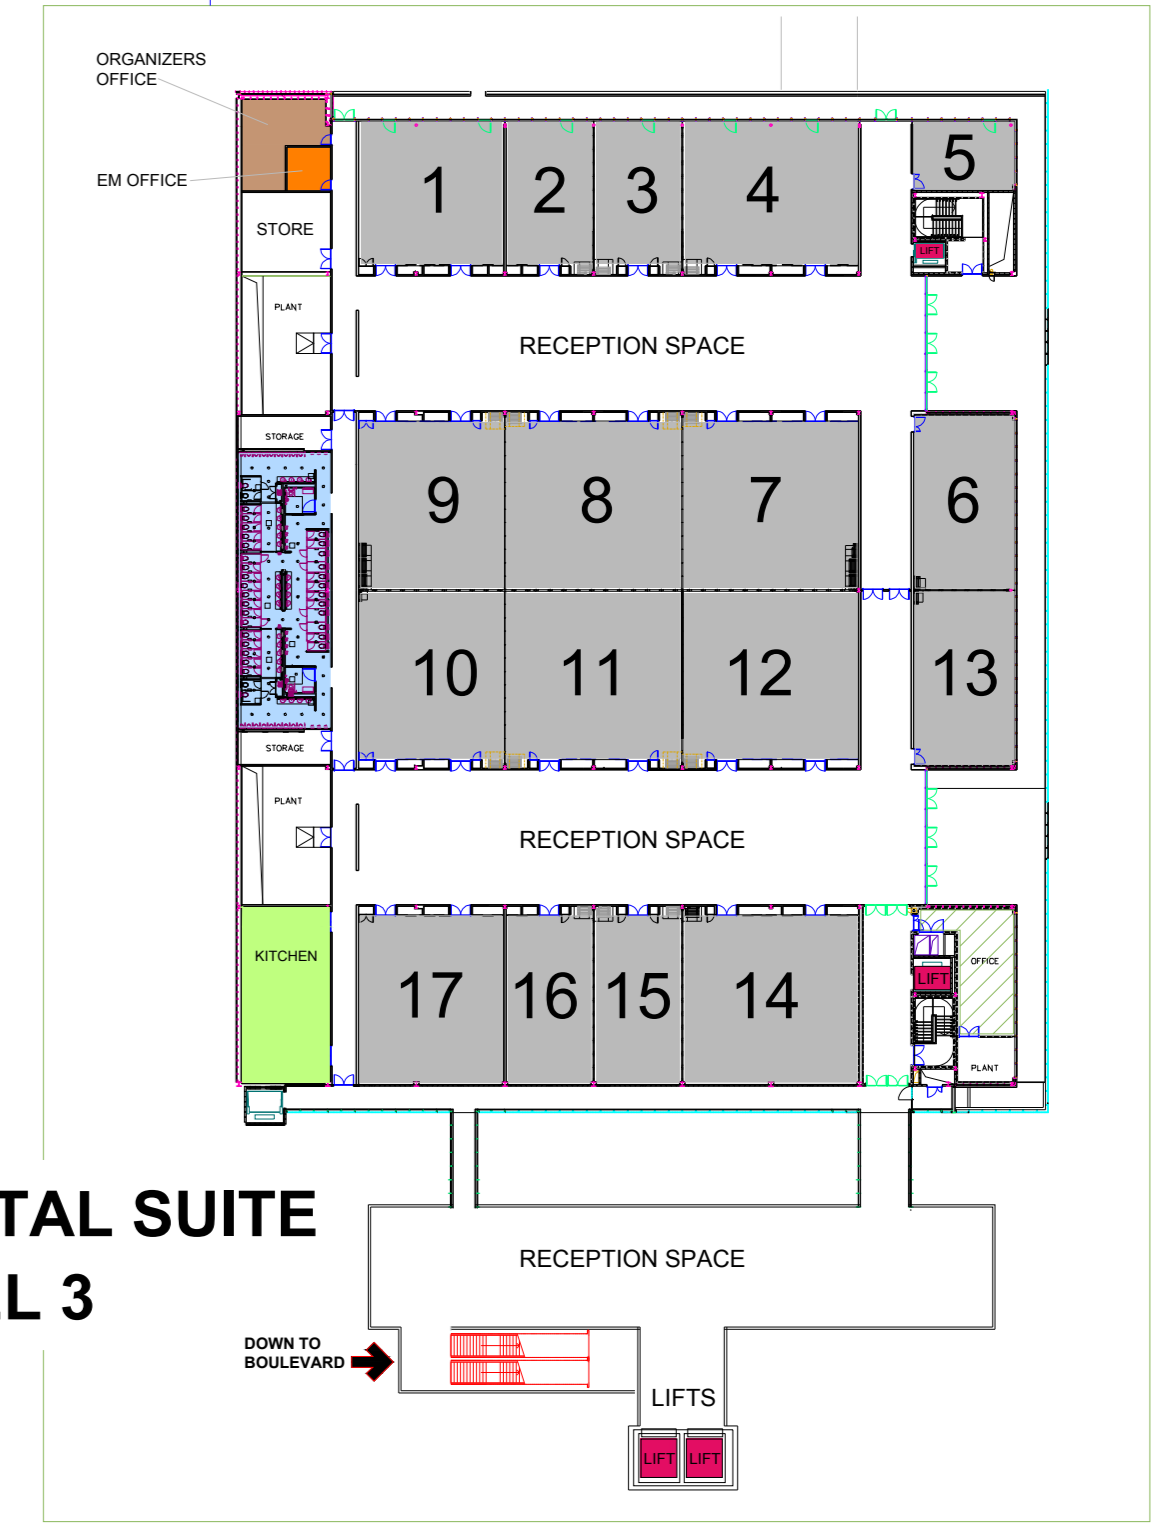 ORGANIZERS
OFFICE
EM OFFICE
STORE
1
2
3
4
5
LIFT
PLANT
RECEPTION SPACE
STORAGE
9
8
7
6
10
11
12
13
STORAGE
PLANT
RECEPTION SPACE
KITCHEN
17
16
15
14
OFFICE
LIFT
PLANT
TAL SUITE
L 3
RECEPTION SPACE
DOWN TO
BOULEVARD
LIFTS
LIFT LIFT